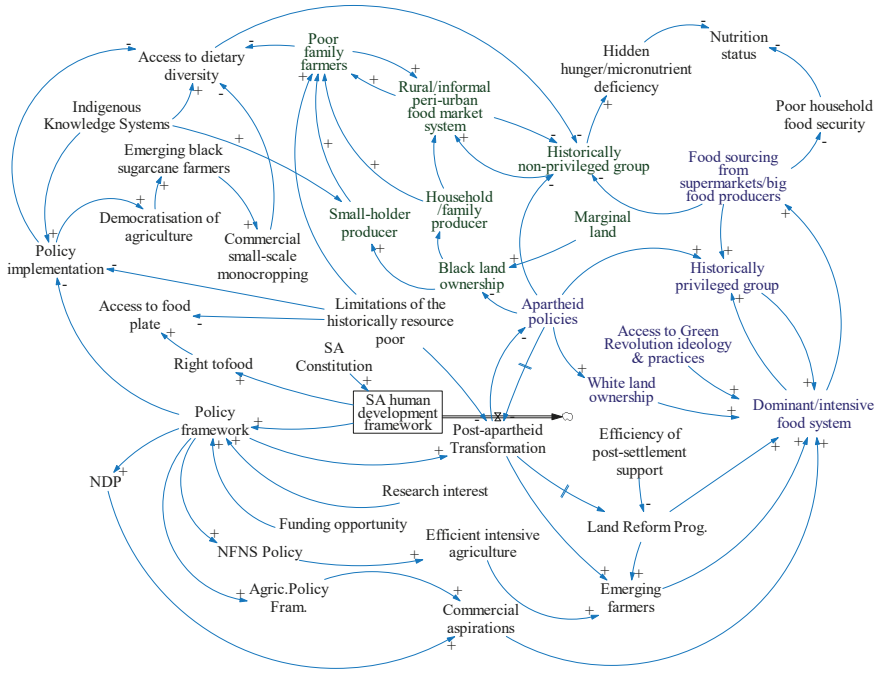 Poor
family
farmers
Access to dietary
diversity
Hidden
hunger/micronutrient
deficiency
Nutrition
status
Rural/informal
peri-urban
food market
system
Indigenous
Knowledge Systems
Poor household
food security
Emerging black
sugarcane farmers
Historically
non-privileged group
Food sourcing
from
supermarkets/big
food producers
Democratisation of
agriculture
Small-holder
producer
Household
/family
producer
Marginal
land
Commercial
small-scale
monocropping
Policy
implementation
Black land
ownership
Historically
privileged group
Access to food
plate
Limitations of the
historically resource
poor
Apartheid
policies
Access to Green
Revolution ideology
& practices
SA
Constitution
Right tofood
White land
ownership
SA human
development
framework
Dominant/intensive
food system
Policy
framework
Post-apartheid
Transformation
Efficiency of
post-settlement
support
NDP
Research interest
Funding opportunity
Land Reform Prog.
NFNS Policy
Efficient intensive
agriculture
Agric.Policy
Fram.
Commercial
aspirations
Emerging
farmers